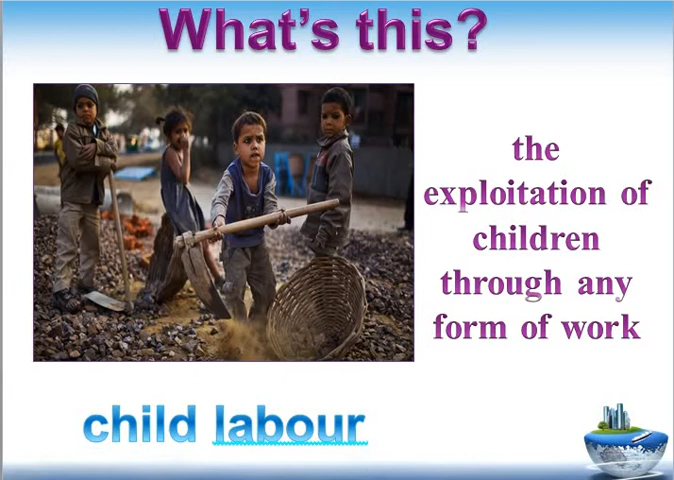 What's this?
the
exploitation of
children
through any
form of work
child labour